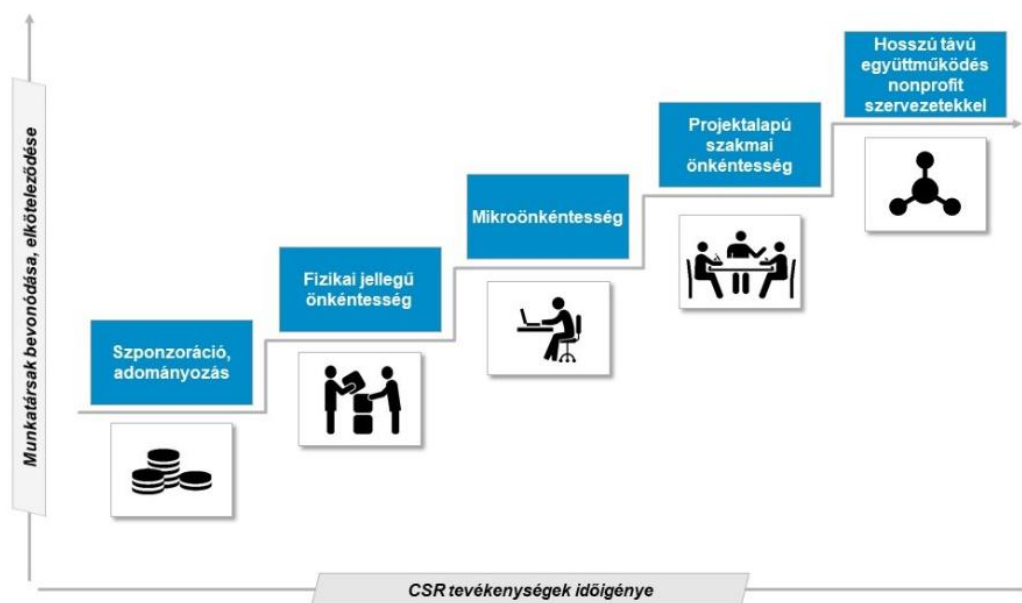 Hosszú távú
együttműködés
nonprofit
szervezetekkel
Projektalapú
szakmai
önkéntesség
Mikroönkéntesség
Fizikai jellegű
önkéntesség
Szponzoráció,
adományozás
Munkatársak bevonódása, elköteleződése
CSR tevékenységek időigénye